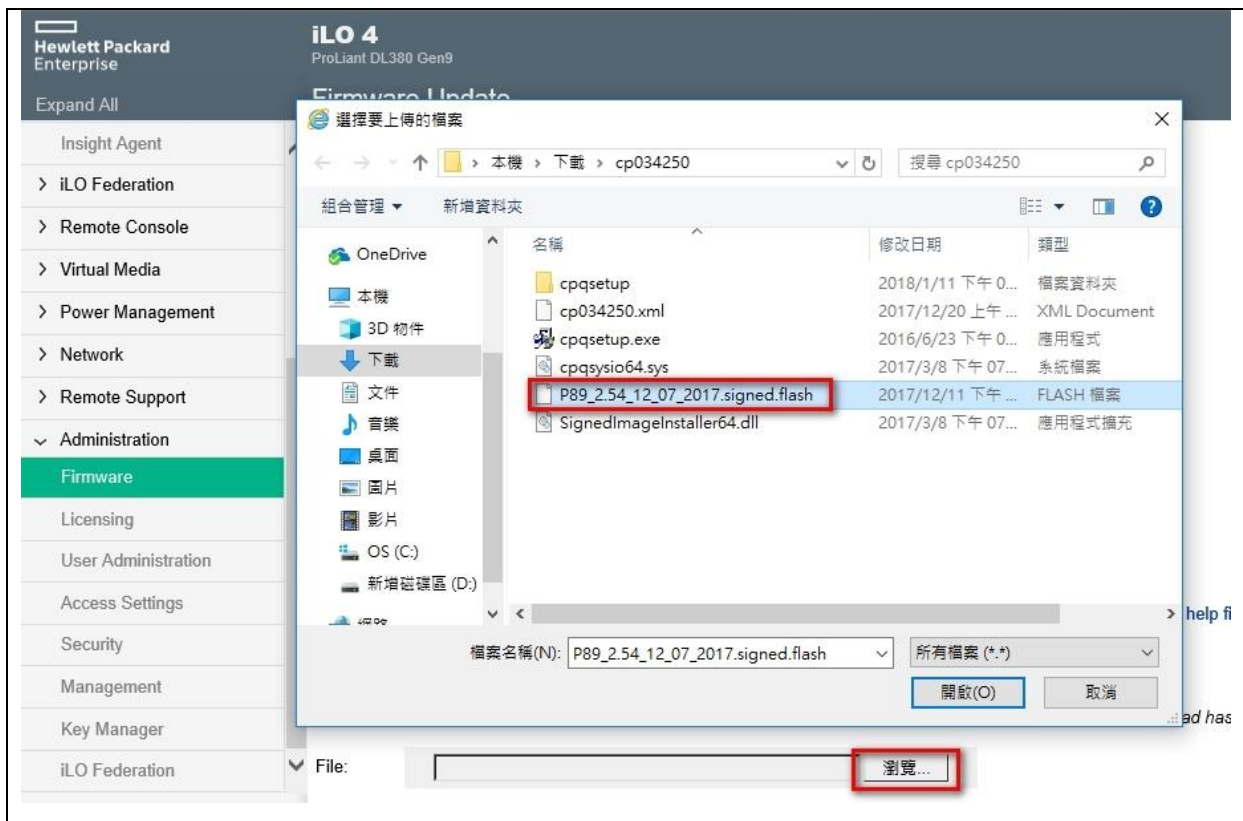 Hewlett Packard
Enterprise
iLO 4
ProLiant DL380 Gen9
Expand All
Firmware Update
Insight Agent
iLO Federation
Remote Console
Virtual Media
Power Management
Network
Remote Support
Administration
Firmware
Licensing
User Administration
Access Settings
Security
Management
Key Manager
iLO Federation
選擇要上傳的檔案
本機 › 下載 › cp034250
搜尋 cp034250
組合管理 新增資料夾
OneDrive
本機
3D 物件
下載
文件
音樂
桌面
圖片
影片
OS (C:)
新增磁碟區 (D:)
網路
名稱 修改日期 類型
cpqsetup 2018/1/11 下午 0... 檔案資料夾
cp034250.xml 2017/12/20 上午 ... XML Document
cpqsetup.exe 2016/6/23 下午 0... 應用程式
cpqsysio64.sys 2017/3/8 下午 07... 系統檔案
P89_2.54_12_07_2017.signed.flash 2017/12/11 下午 ... FLASH 檔案
SignedImageInstaller64.dll 2017/3/8 下午 07... 應用程式擴充
檔案名稱(N): P89_2.54_12_07_2017.signed.flash 所有檔案 (*.*)
開啟(O) 取消
help fi
ad has
File: 瀏覽...